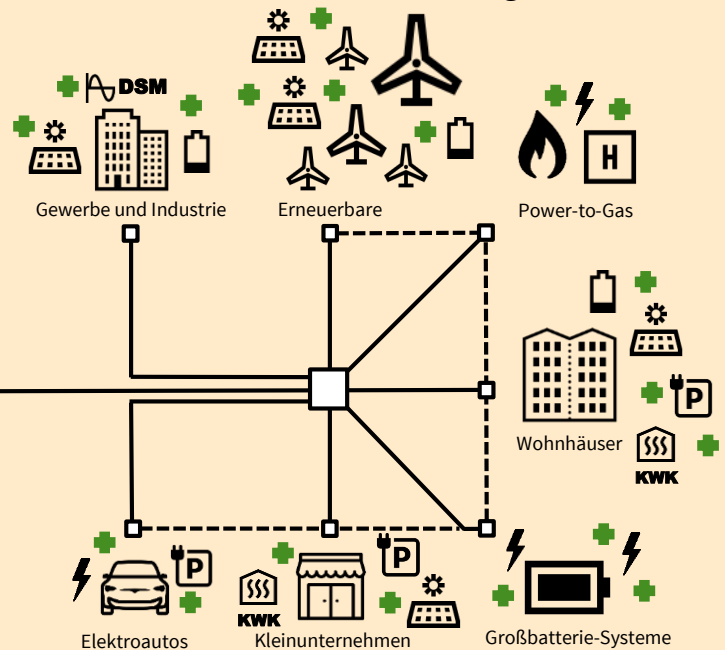 DSM
Gewerbe und Industrie
Erneuerbare
H
Power-to-Gas
P
Wohnhäuser
KWK
P
P
KWK
Elektroautos
Kleinunternehmen
Großbatterie-Systeme